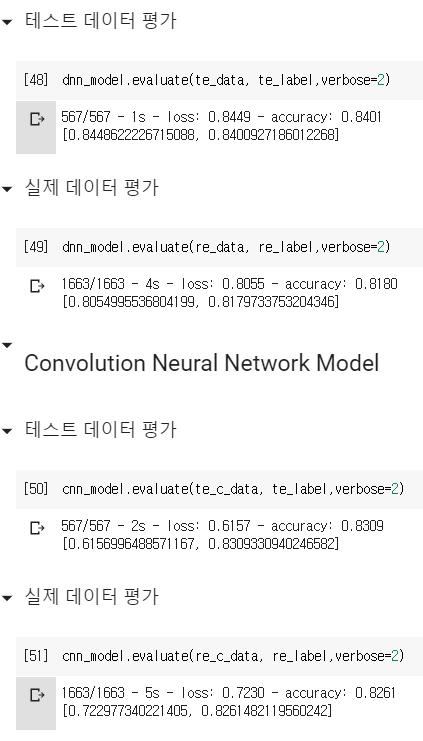 테스트 데이터 평가
[48] dnn_model.evaluate(te_data, te_label,verbose=2)
567/567 - 1s - loss: 0.8449 - accuracy: 0.8401
[0.8448622226715088, 0.8400927186012268]
실제 데이터 평가
[49] dnn_model.evaluate(re_data, re_label,verbose=2)
1663/1663 - 4s - loss: 0.8055 - accuracy: 0.8180
[0.8054995536804199, 0.8179733753204346]
Convolution Neural Network Model
테스트 데이터 평가
[50] cnn_model.evaluate(te_c_data, te_label,verbose=2)
567/567 - 2s - loss: 0.6157 - accuracy: 0.8309
[0.6156996488571167, 0.8309330940246582]
실제 데이터 평가
[51] cnn_model.evaluate(re_c_data, re_label,verbose=2)
1663/1663 - 5s - loss: 0.7230 - accuracy: 0.8261
[0.722977340221405, 0.8261482119560242]